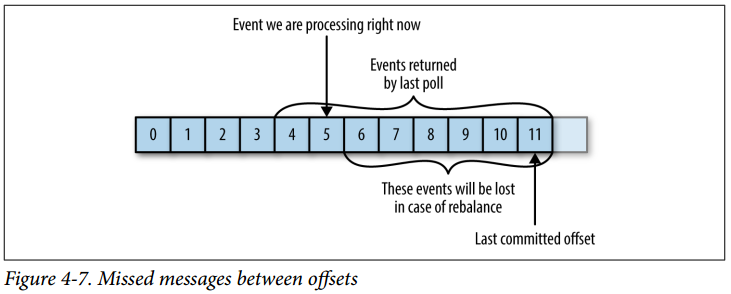 Event we are processing right now
Events returned
by last poll
0 1 2 3 4 5 6 7 8 9 10 11
These events will be lost
in case of rebalance
Last committed offset
Figure 4-7. Missed messages between offsets